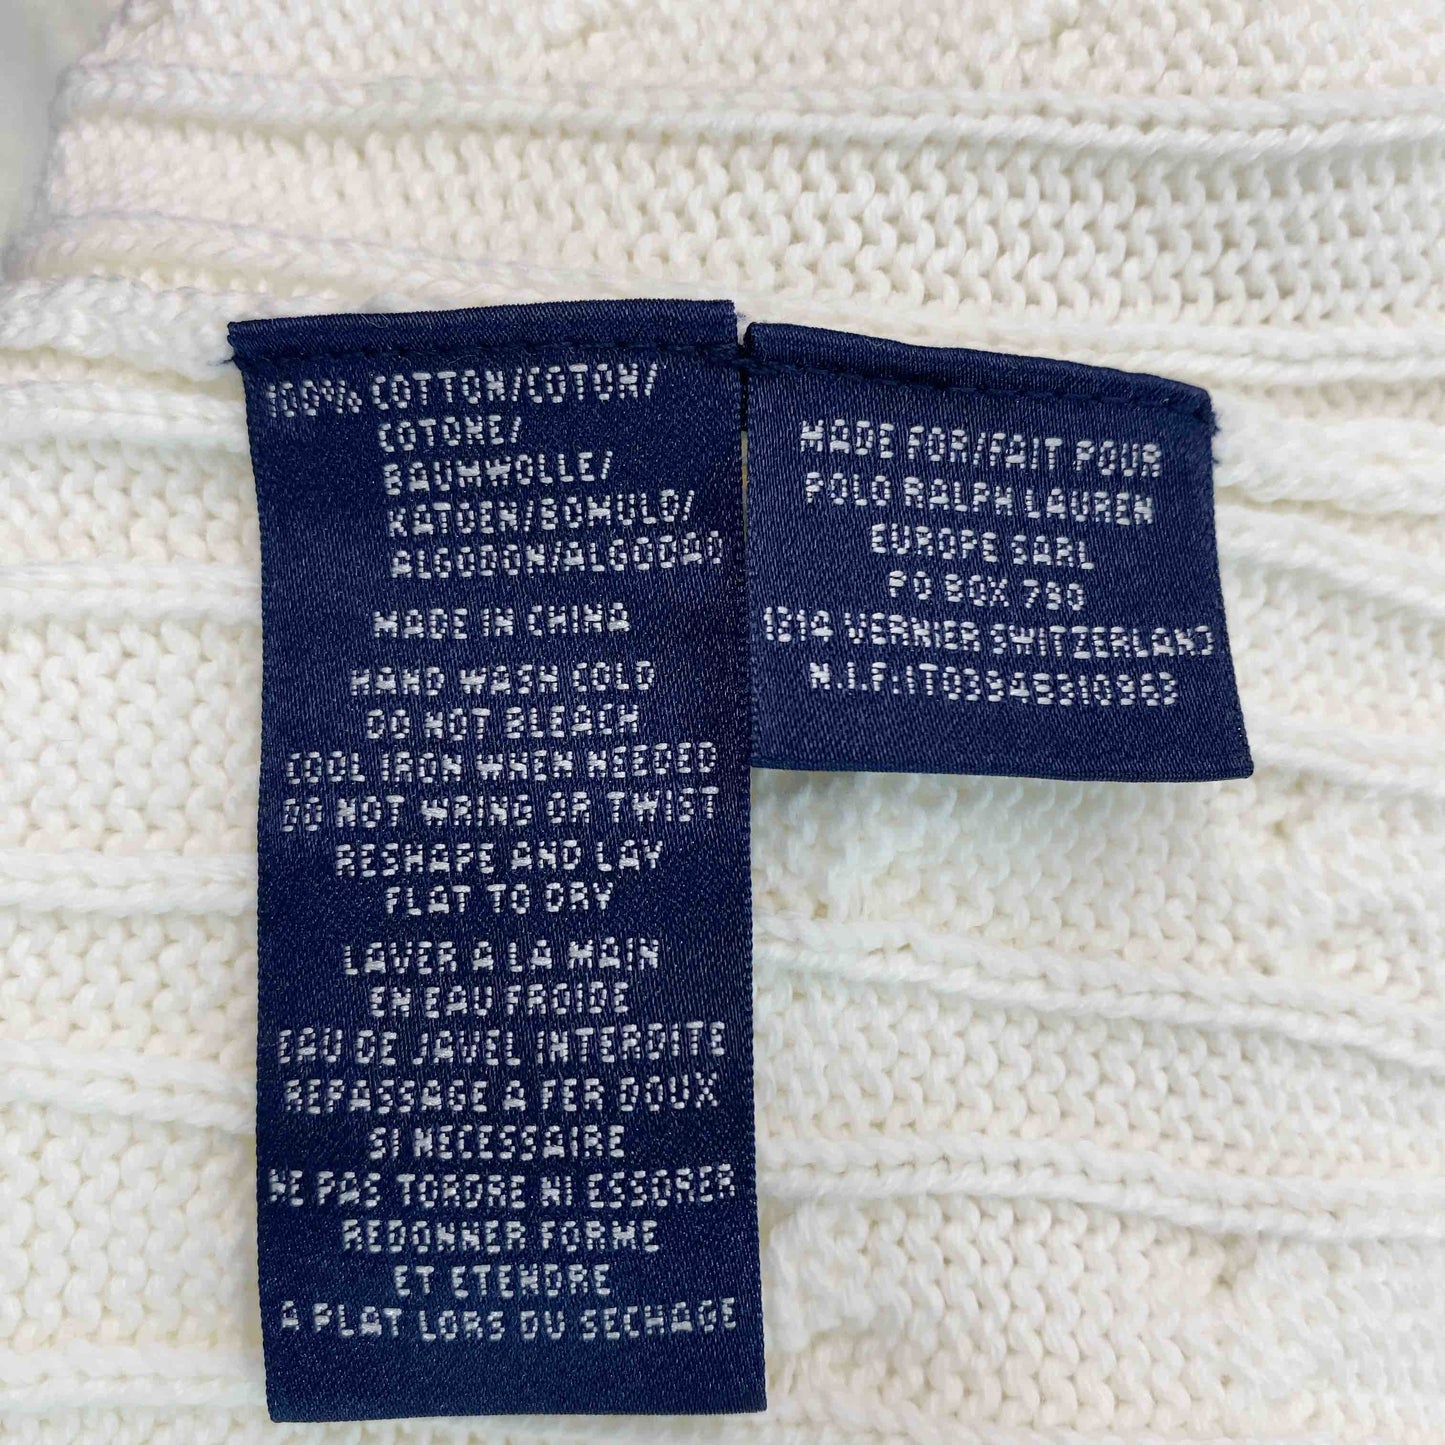 100% COTTON/COTON/
COTONE/
BAUMWOLLE/
KATOEN/BOMULD/
ALGODON/ALGODAO
MADE IN CHINA
HAND WASH COLD
DO NOT BLEACH
COOL IRON WHEN NEEDED
DO NOT WRING OR TWIST
RESHAPE AND LAY
FLAT TO DRY
LAVER A LA MAIN
EN EAU FROIDE
EAU DE JAVEL INTERDITE
REPASSAGE A FER DOUX
SI NECESSAIRE
NE PAS TORDRE NI ESSORER
REDONNER FORME
ET ETENDRE
A PLAT LORS DU SECHAGE
MADE FOR/FAIT POUR
POLO RALPH LAUREN
EUROPE SARL
PO BOX 790
1214 VERNIER SWITZERLAND